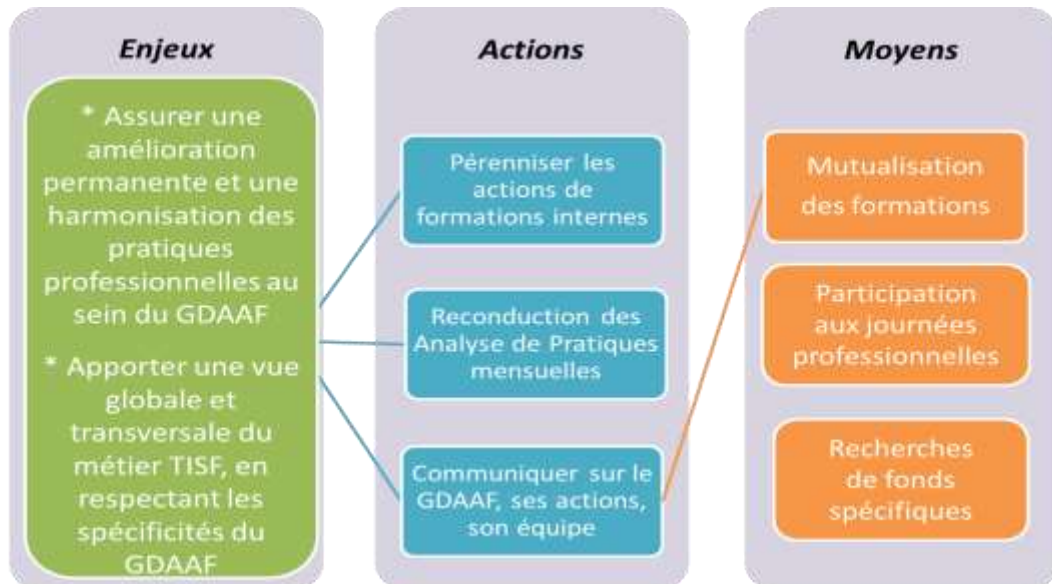 Enjeux
* Assurer une
amélioration
permanente et une
harmonisation des
pratiques
professionnelles au
sein du GDAAF
* Apporter une vue
globale et
transversale du
métier TISF, en
respectant les
spécificités du
GDAAF
Actions
Pérenniser les
actions de
formations internes
Reconduction des
Analyse de Pratiques
mensuelles
Communiquer sur le
GDAAF, ses actions,
son équipe
Moyens
Mutualisation
des formations
Participation
aux journées
professionnelles
Recherches
de fonds
spécifiques